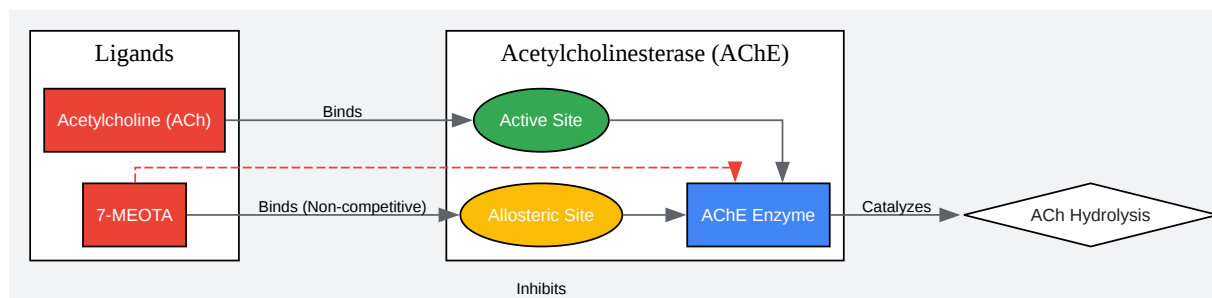 Ligands
Acetylcholinesterase (AChE)
Acetylcholine (ACh)
Binds
Active Site
7-MEOTA
Binds (Non-competitive)
Allosteric Site
AChE Enzyme
Catalyzes
ACh Hydrolysis
Inhibits